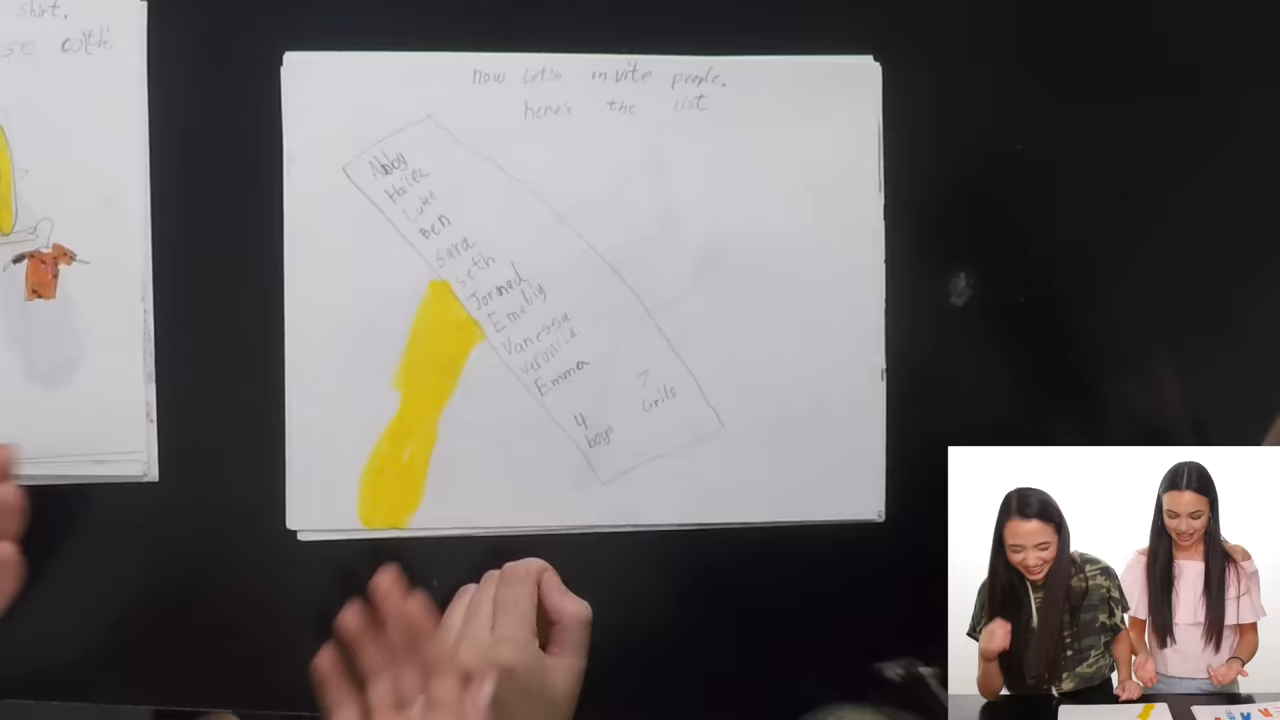 shirt.
now let's invite people.
here's the list
Abby
Hailee
Luke
Ben
Sara
Seth
Jorned
Vanessa
veronica
Emma
7
Grils
4
boys